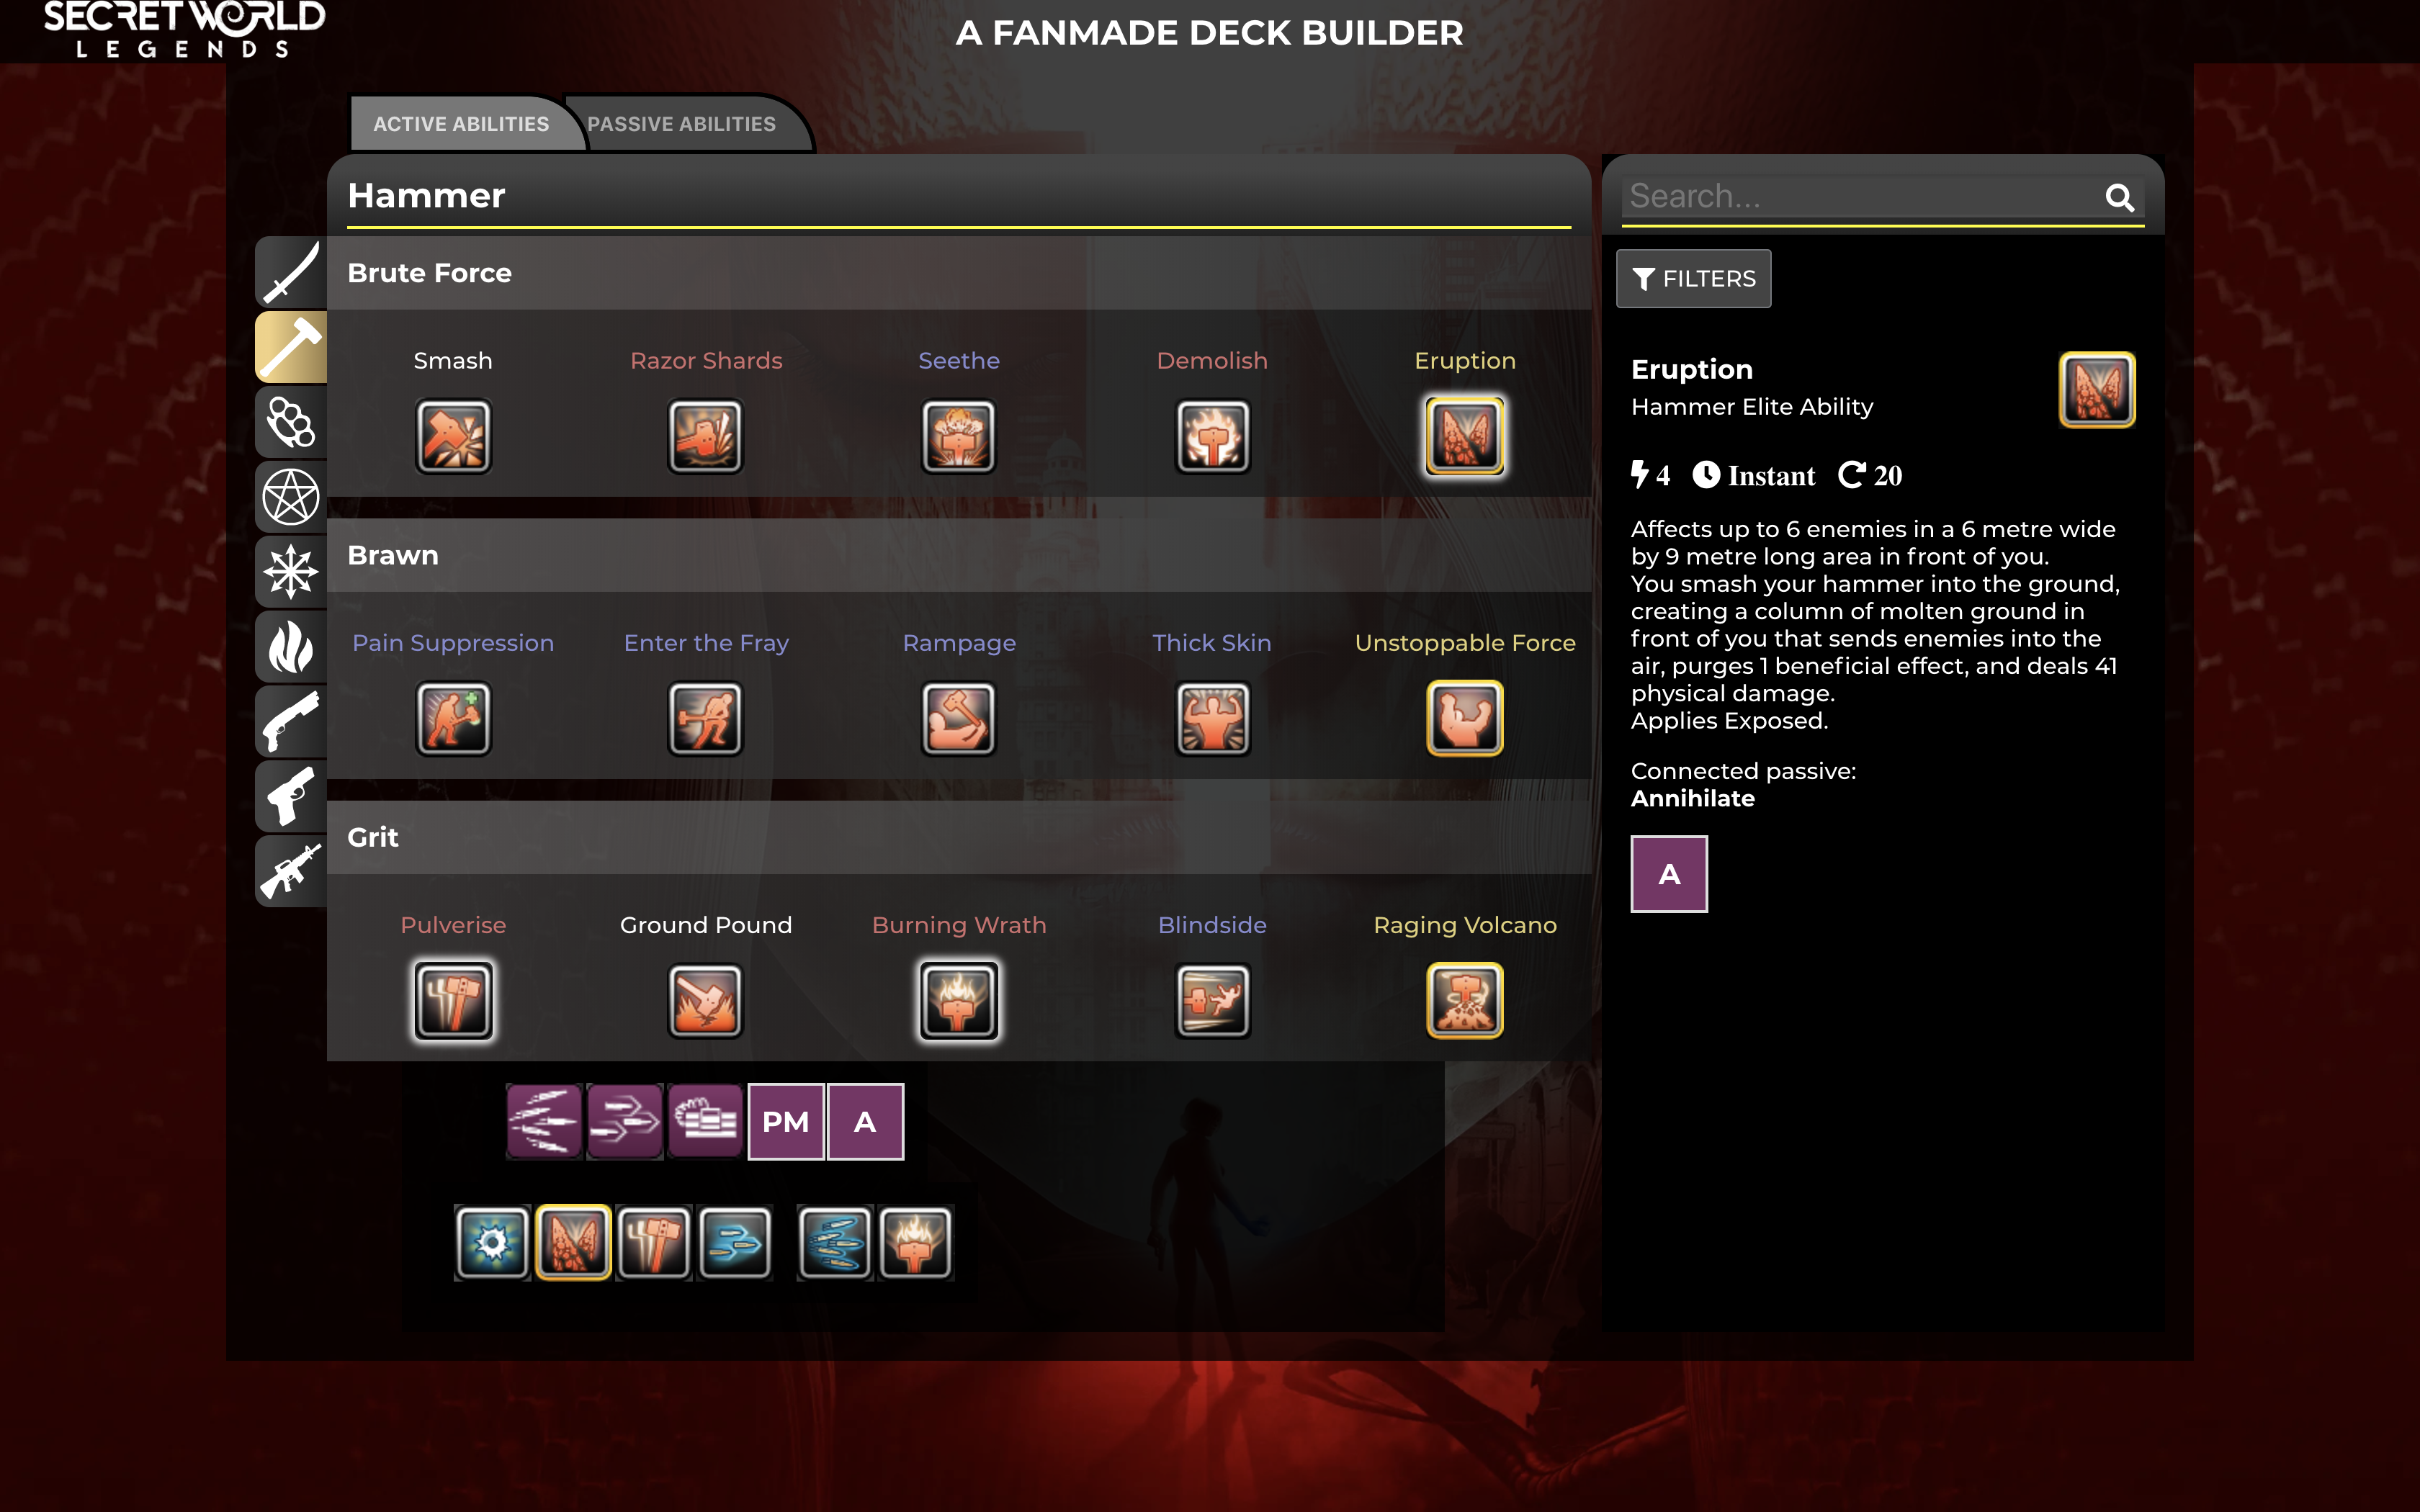 SECRET WORLD
LEGENDS
A FANMADE DECK BUILDER
ACTIVE ABILITIES
PASSIVE ABILITIES
Hammer
Brute Force
Smash
Razor Shards
Seethe
Demolish
Eruption
Brawn
Pain Suppression
Enter the Fray
Rampage
Thick Skin
Unstoppable Force
Grit
Pulverise
Ground Pound
Burning Wrath
Blindside
Raging Volcano
PM
A
Search...
FILTERS
Eruption
Hammer Elite Ability
4 Instant 20
Affects up to 6 enemies in a 6 metre wide
by 9 metre long area in front of you.
You smash your hammer into the ground,
creating a column of molten ground in
front of you that sends enemies into the
air, purges 1 beneficial effect, and deals 41
physical damage.
Applies Exposed.
Connected passive:
Annihilate
A